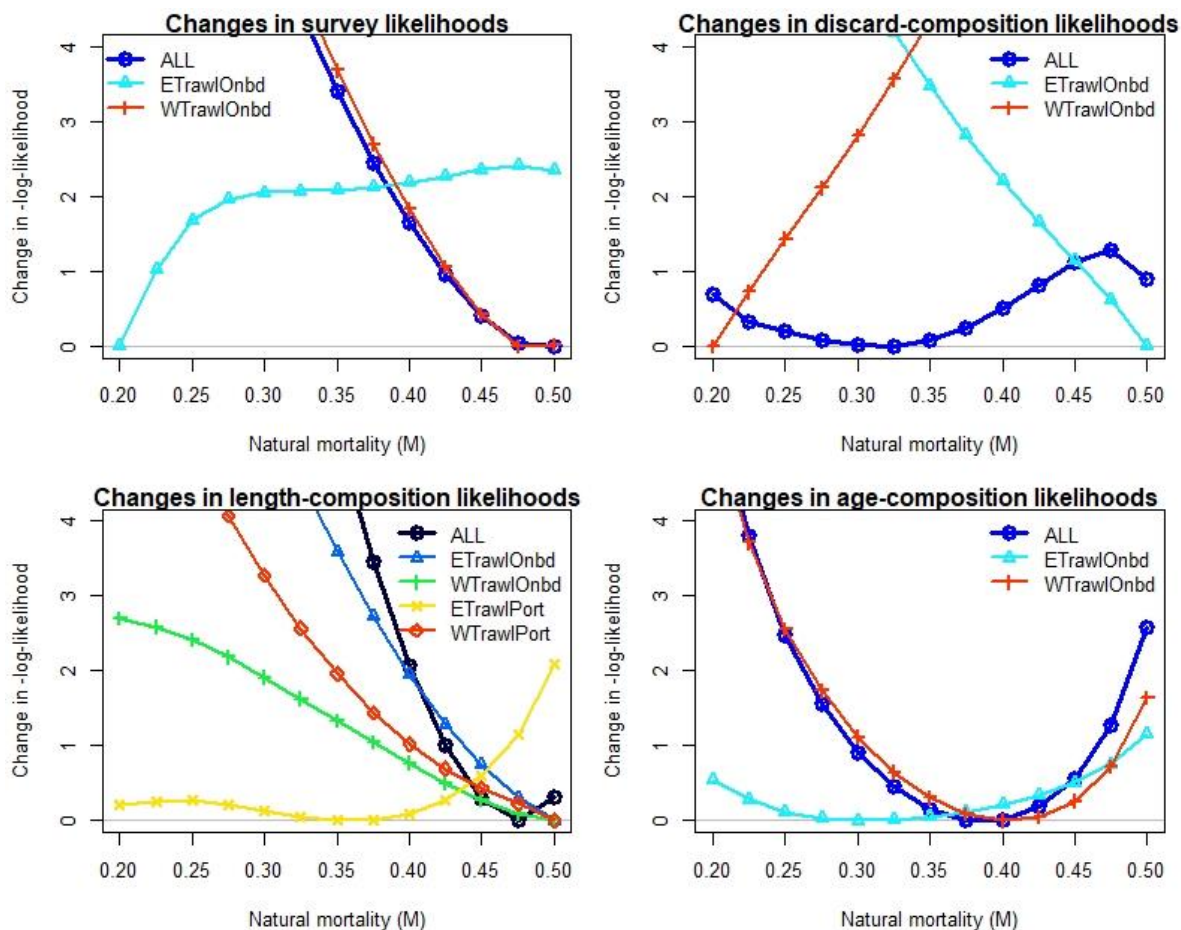 Changes in survey likelihoods
Change in -log-likelihood
4
3
2
1
0
ALL
ETrawlOnbd
WTrawlOnbd
0.20 0.25 0.30 0.35 0.40 0.45 0.50
Natural mortality (M)
Changes in discard-composition likelihoods
Change in -log-likelihood
4
3
2
1
0
ALL
ETrawlOnbd
WTrawlOnbd
0.20 0.25 0.30 0.35 0.40 0.45 0.50
Natural mortality (M)
Changes in length-composition likelihoods
Change in -log-likelihood
4
3
2
1
0
ALL
ETrawlOnbd
WTrawlOnbd
ETrawlPort
WTrawlPort
0.20 0.25 0.30 0.35 0.40 0.45 0.50
Natural mortality (M)
Changes in age-composition likelihoods
Change in -log-likelihood
4
3
2
1
0
ALL
ETrawlOnbd
WTrawlOnbd
0.20 0.25 0.30 0.35 0.40 0.45 0.50
Natural mortality (M)